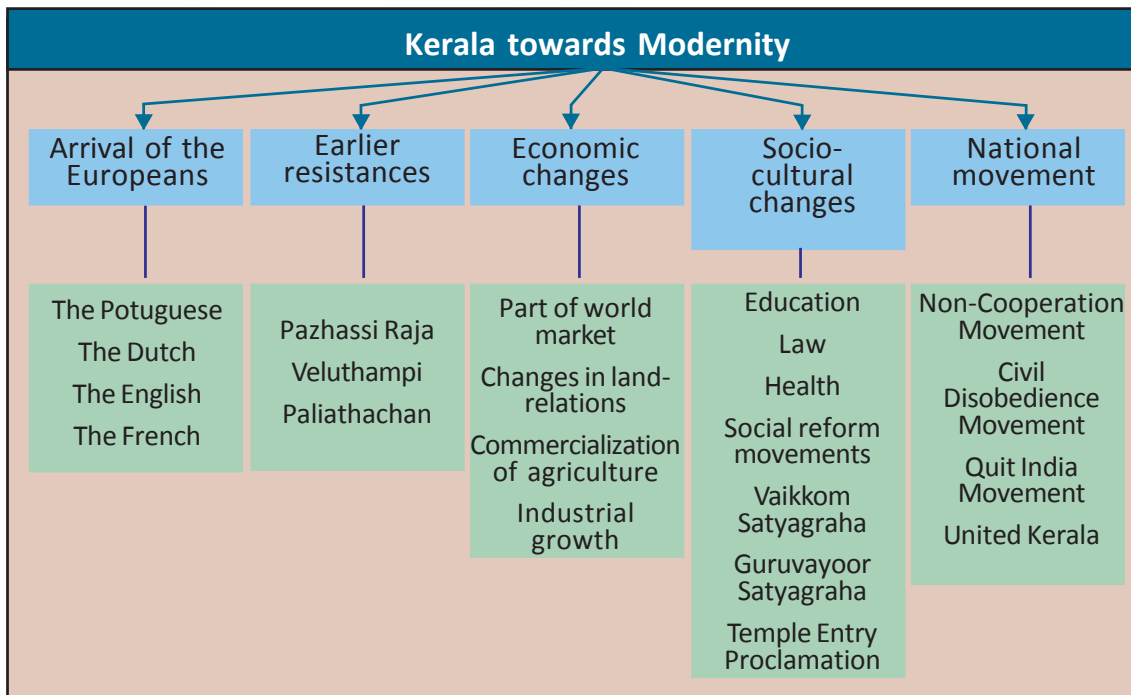 Kerala towards Modernity
Arrival of the
Europeans
Earlier
resistances
Economic
changes
Socio-
cultural
changes
National
movement
The Potuguese
The Dutch
The English
The French
Pazhassi Raja
Veluthampi
Paliathachan
Part of world
market
Changes in land-
relations
Commercialization
of agriculture
Industrial
growth
Education
Law
Health
Social reform
movements
Vaikkom
Satyagraha
Guruvayoor
Satyagraha
Temple Entry
Proclamation
Non-Cooperation
Movement
Civil
Disobedience
Movement
Quit India
Movement
United Kerala